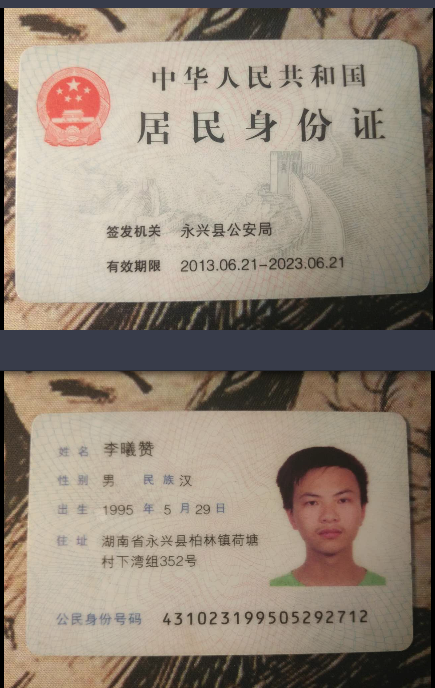 中华人民共和国
居民身份证
签发机关 永兴县公安局
有效期限 2013.06.21-2023.06.21
姓名 李曦赞
性别 男 民族 汉
出生 1995 年 5 月 29 日
住址 湖南省永兴县柏林镇荷塘
村下湾组352号
公民身份号码 431023199505292712